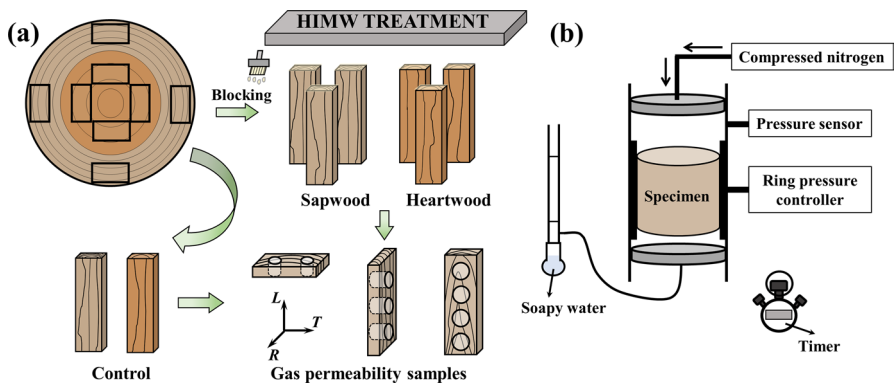 (a)
HIMW TREATMENT
Blocking
Sapwood
Heartwood
L
T
R
Control
Gas permeability samples
(b)
Compressed nitrogen
Pressure sensor
Specimen
Ring pressure
controller
Soapy water
Timer